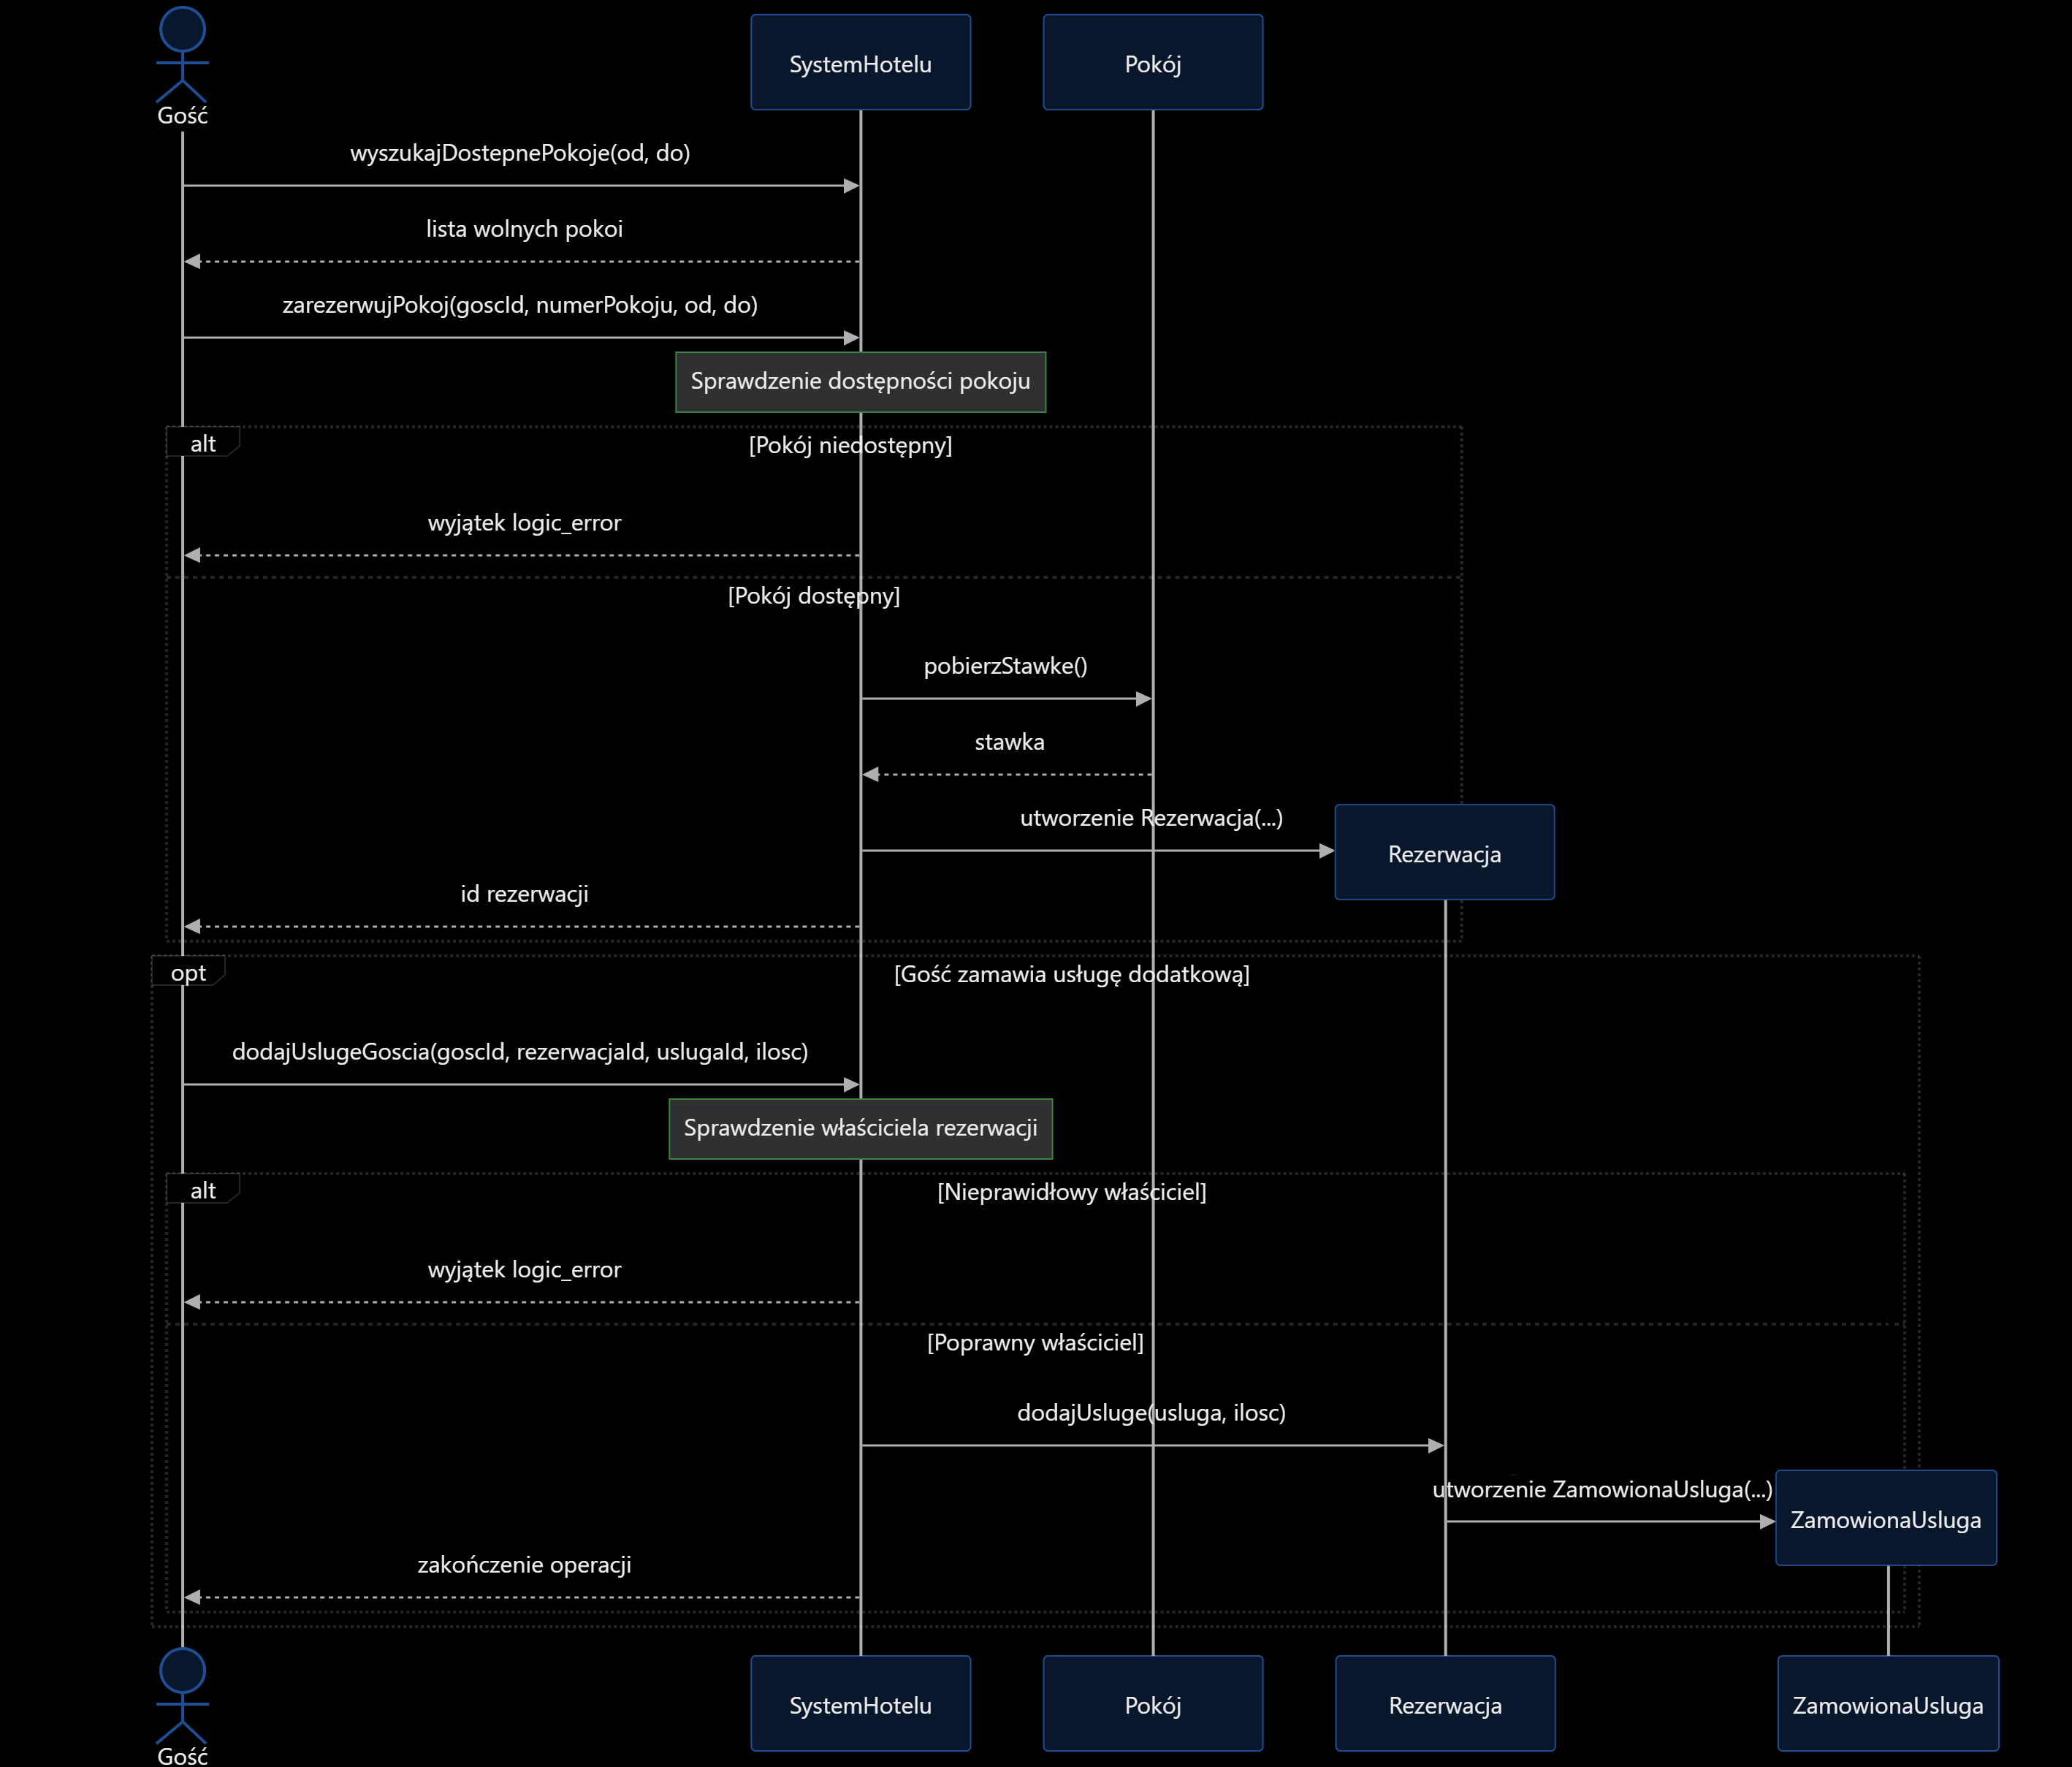 Gość
SystemHotelu
Pokój
wyszukajDostepnePokoje(od, do)
lista wolnych pokoi
zarezerwujPokoj(goscId, numerPokoju, od, do)
Sprawdzenie dostępności pokoju
alt
[Pokój niedostępny]
wyjątek logic_error
[Pokój dostępny]
pobierzStawke()
stawka
utworzenie Rezerwacja(...)
Rezerwacja
id rezerwacji
opt
[Gość zamawia usługę dodatkową]
dodajUslugeGoscia(goscId, rezerwacjaId, uslugaId, ilosc)
Sprawdzenie właściciela rezerwacji
alt
[Nieprawidłowy właściciel]
wyjątek logic_error
[Poprawny właściciel]
dodajUsluge(usluga, ilosc)
utworzenie ZamowionaUsluga(...)
ZamowionaUsluga
zakończenie operacji
SystemHotelu
Pokój
Rezerwacja
ZamowionaUsluga
Gość